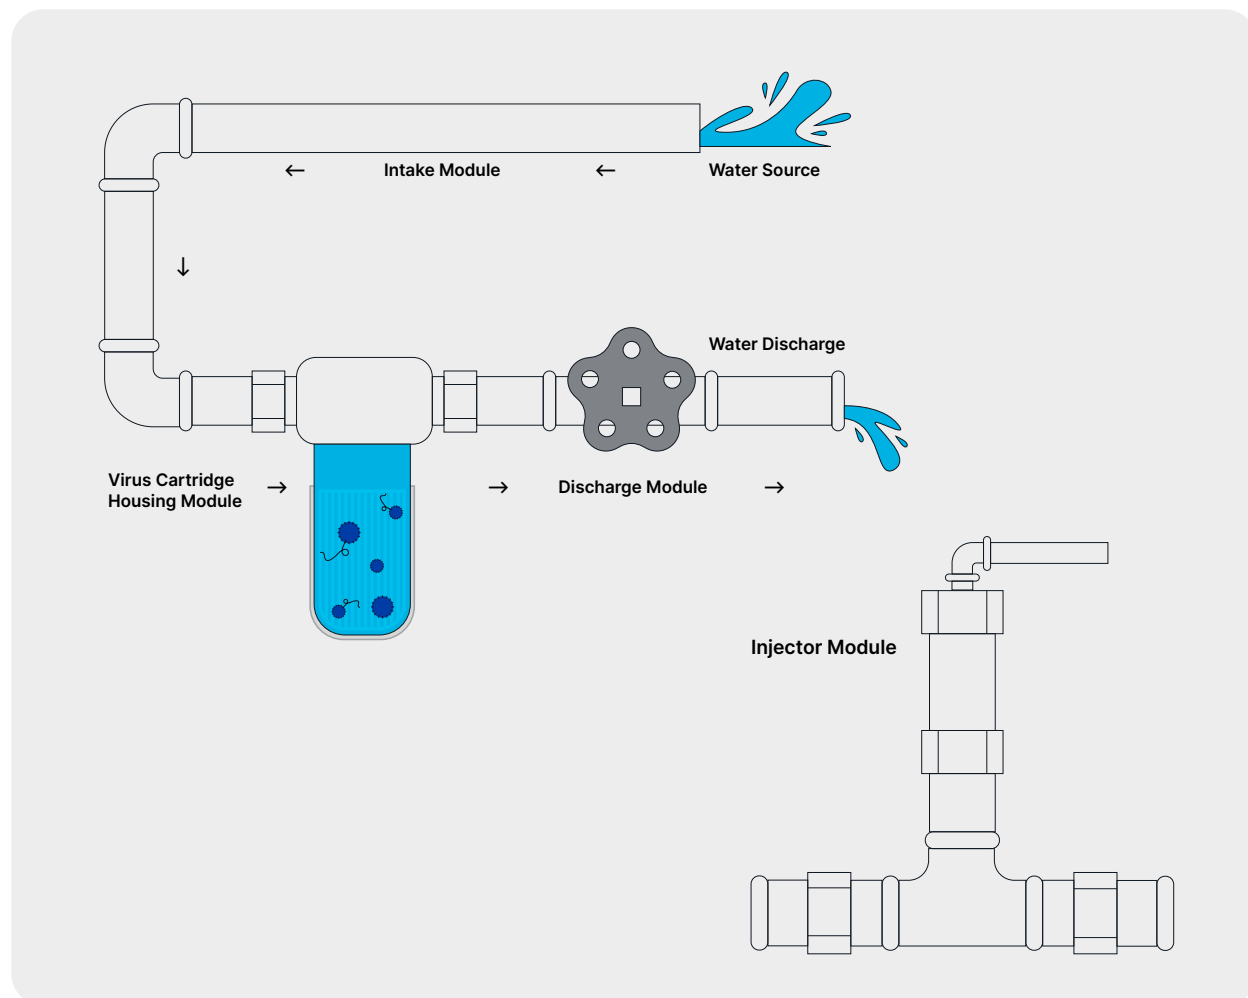 Intake Module
Water Source
Water Discharge
Virus Cartridge
Housing Module
Discharge Module
Injector Module